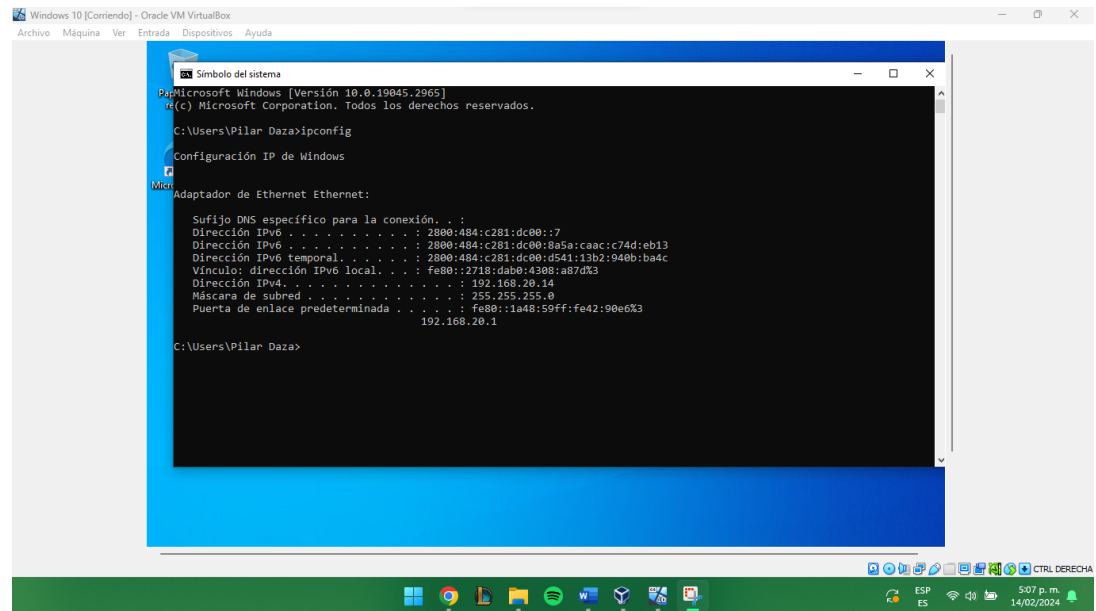 Windows 10 [Corriendo] - Oracle VM VirtualBox
Archivo Máquina Ver Entrada Dispositivos Ayuda
Símbolo del sistema
Microsoft Windows [Versión 10.0.19045.2965]
(c) Microsoft Corporation. Todos los derechos reservados.
C:\Users\Pilar Daza>ipconfig
Configuración IP de Windows
Adaptador de Ethernet Ethernet:
Sufijo DNS específico para la conexión. . :
Dirección IPv6 . . . . . . . . . . : 2800:484:c281:dc00::7
Dirección IPv6 . . . . . . . . . . : 2800:484:c281:dc00:8a5a:caac:c74d:eb13
Dirección IPv6 temporal. . . . . . : 2800:484:c281:dc00:d541:13b2:940b:ba4c
Vínculo: dirección IPv6 local. . . : fe80::2718:dab0:4308:a87d%3
Dirección IPv4. . . . . . . . . . . . . . : 192.168.20.14
Máscara de subred . . . . . . . . . . . . : 255.255.255.0
Puerta de enlace predeterminada . . . . . : fe80::1a48:59ff:fe42:90e6%3
192.168.20.1
C:\Users\Pilar Daza>
CTRL DERECHA
ESP
ES
5:07 p. m.
14/02/2024